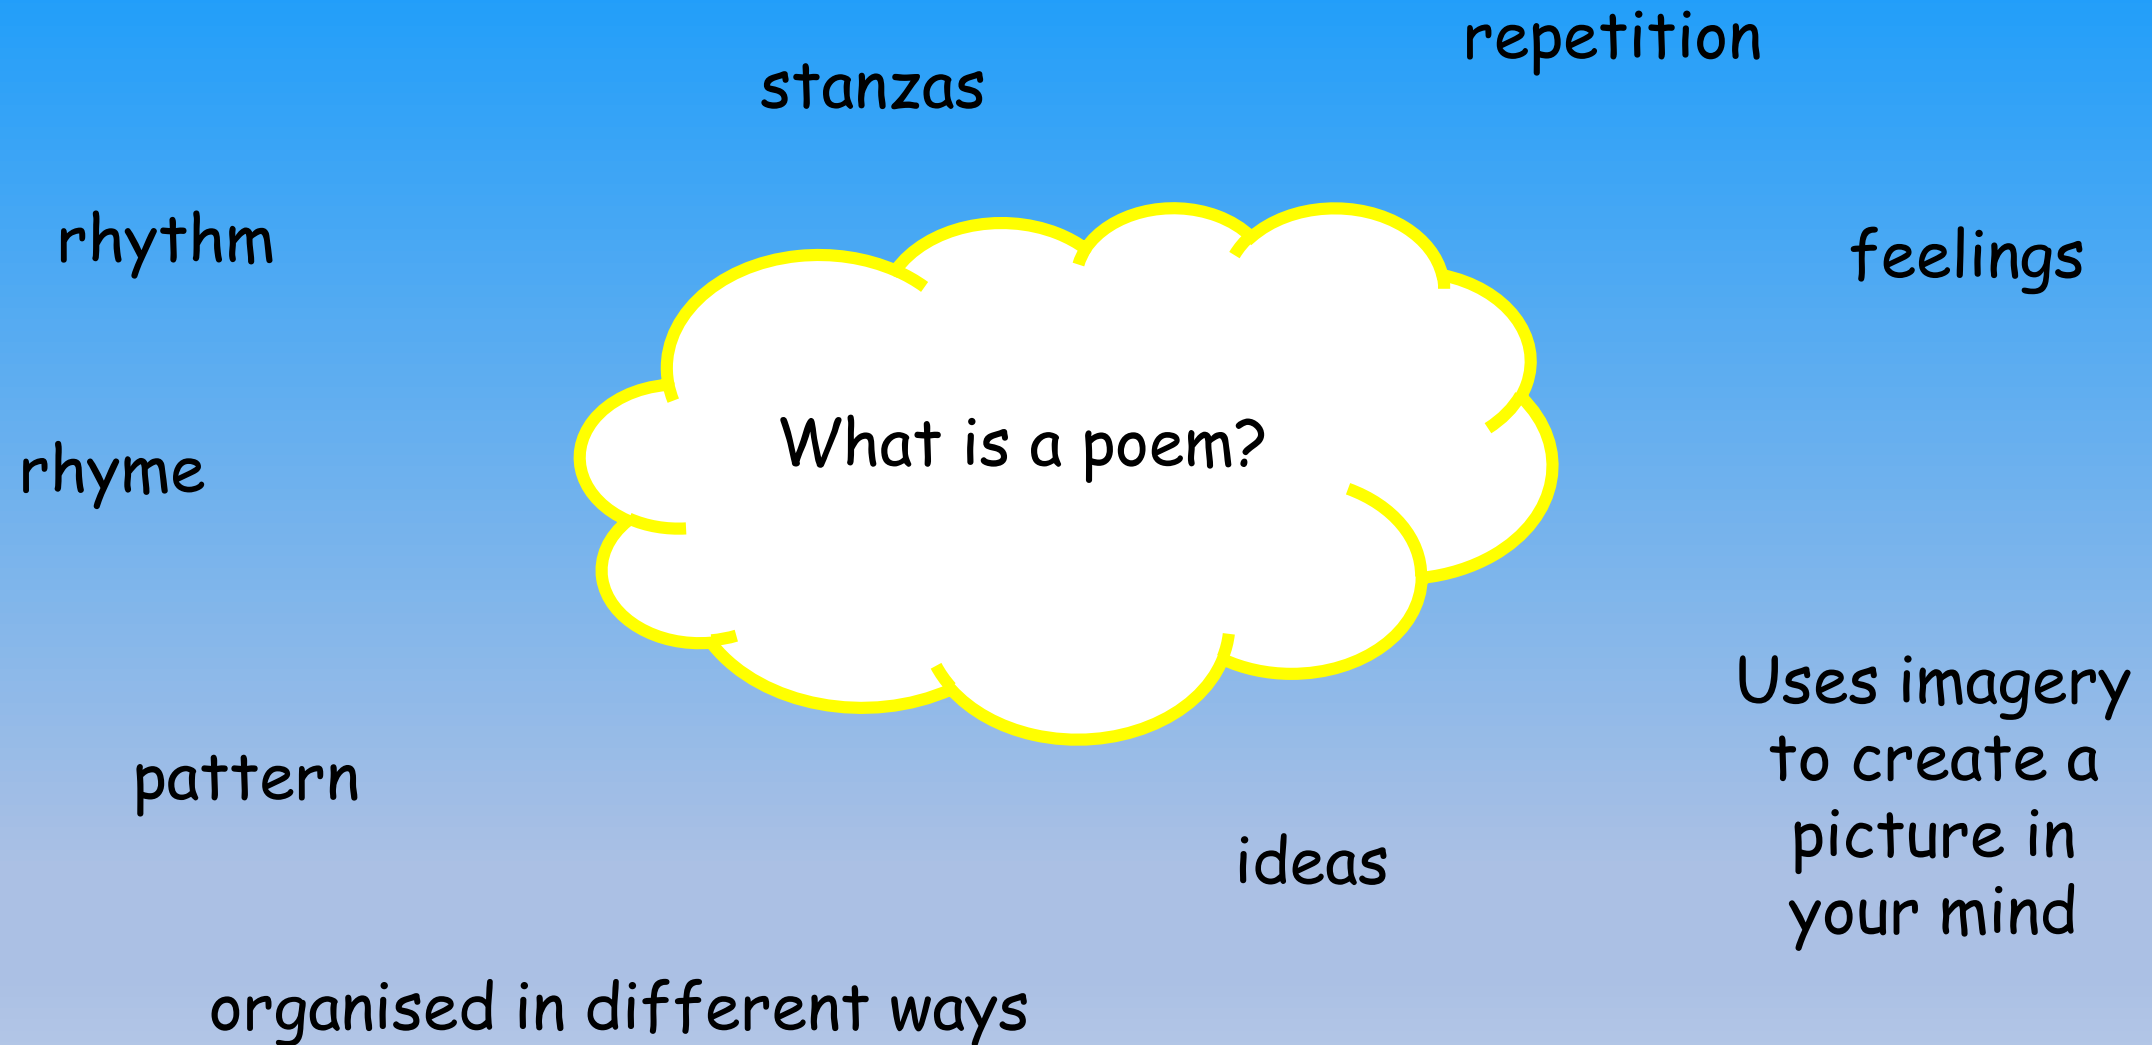 repetition
stanzas
rhythm
feelings
What is a poem?
rhyme
Uses imagery
to create a
picture in
your mind
pattern
ideas
organised in different ways